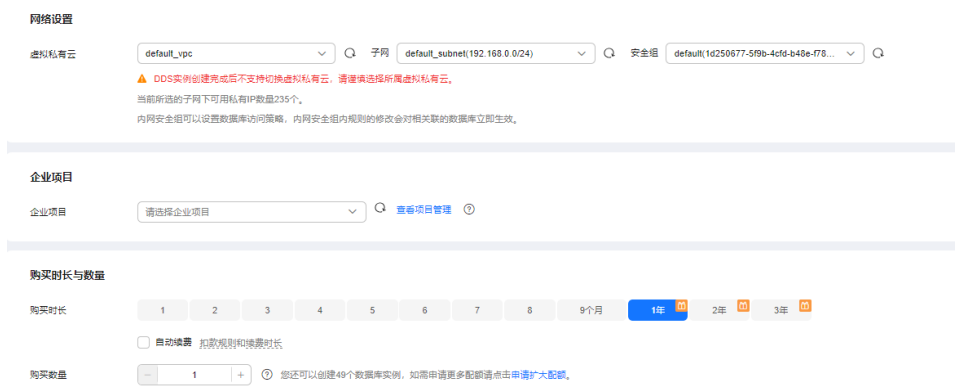 网络设置
虚拟私有云 default_vpc 子网 default_subnet(192.168.0.0/24) 安全组 default(1d250677-5f9b-4cfd-b48e-f78...
DDS实例创建完成后不支持切换虚拟私有云，请谨慎选择所属虚拟私有云。
当前所选的子网下可用私有IP数量235个。
内网安全组可以设置数据库访问策略，内网安全组内规则的修改会对相关联的数据库立即生效。
企业项目
企业项目 请选择企业项目 查看项目管理
购买时长与数量
购买时长 1 2 3 4 5 6 7 8 9个月 1年 2年 3年
自动续费 扣款规则和续费时长
购买数量 1 您还可以创建49个数据库实例，如需申请更多配额请点击申请扩大配额。